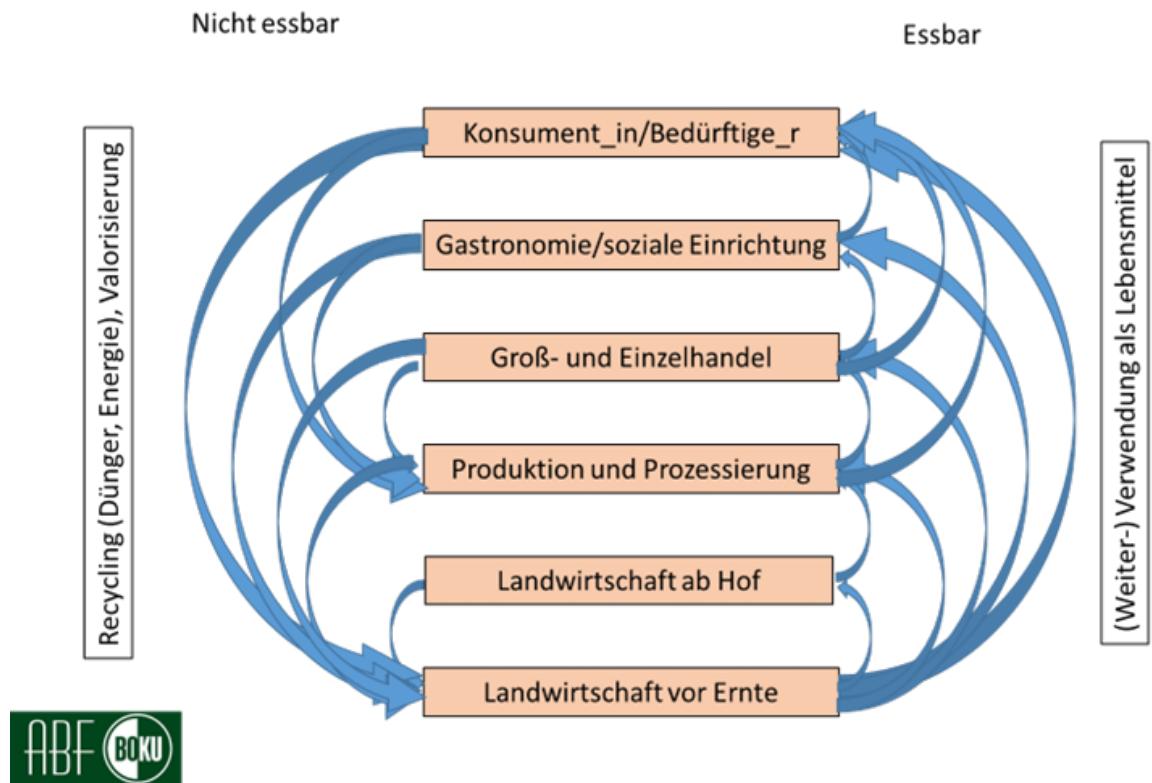 Nicht essbar
Essbar
Recycling (Dünger, Energie), Valorisierung
Konsument_in/Bedürftige_r
Gastronomie/soziale Einrichtung
Groß- und Einzelhandel
Produktion und Prozessierung
Landwirtschaft ab Hof
Landwirtschaft vor Ernte
(Weiter-) Verwendung als Lebensmittel
ABF BOKU